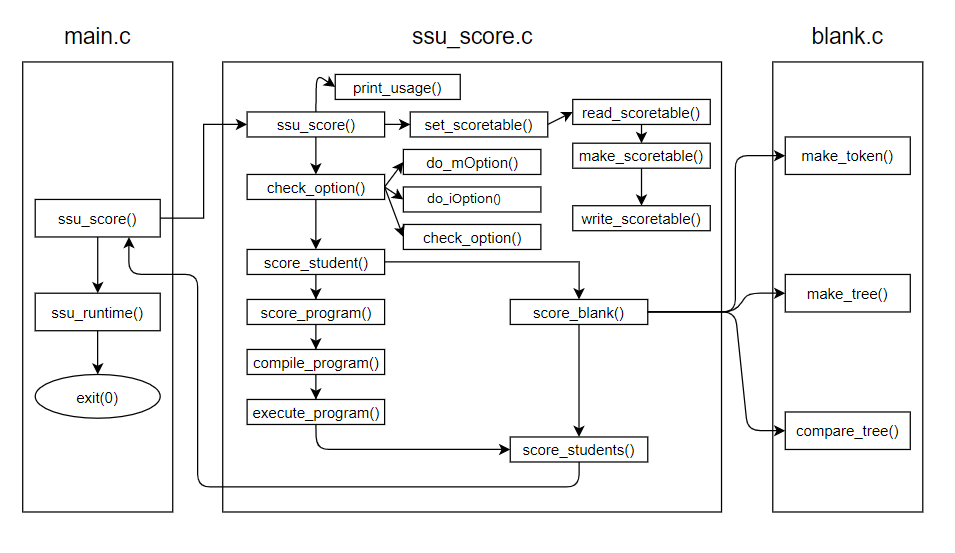 main.c
ssu_score.c
blank.c
print_usage()
ssu_score()
set_scoretable()
read_scoretable()
make_scoretable()
write_scoretable()
check_option()
do_mOption()
do_iOption()
check_option()
ssu_score()
ssu_runtime()
exit(0)
score_student()
score_program()
compile_program()
execute_program()
score_blank()
score_students()
make_token()
make_tree()
compare_tree()